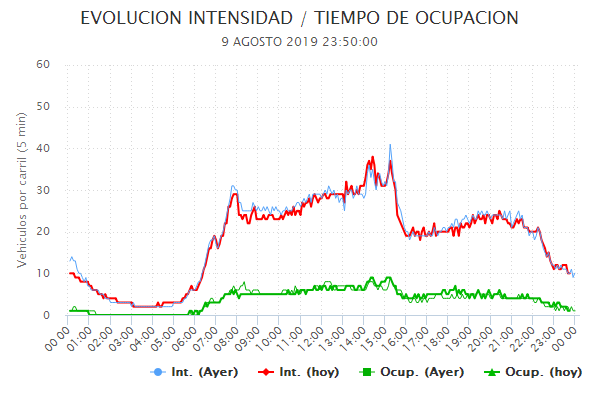 EVOLUCION INTENSIDAD / TIEMPO DE OCUPACION
9 AGOSTO 2019 23:50:00
Vehiculos por carril (5 min)
60
50
40
30
20
10
0
00:00 01:00 02:00 03:00 04:00 05:00 06:00 07:00 08:00 09:00 10:00 11:00 12:00 13:00 14:00 15:00 16:00 17:00 18:00 19:00 20:00 21:00 22:00 23:00 00:00
Int. (Ayer) Int. (hoy) Ocup. (Ayer) Ocup. (hoy)